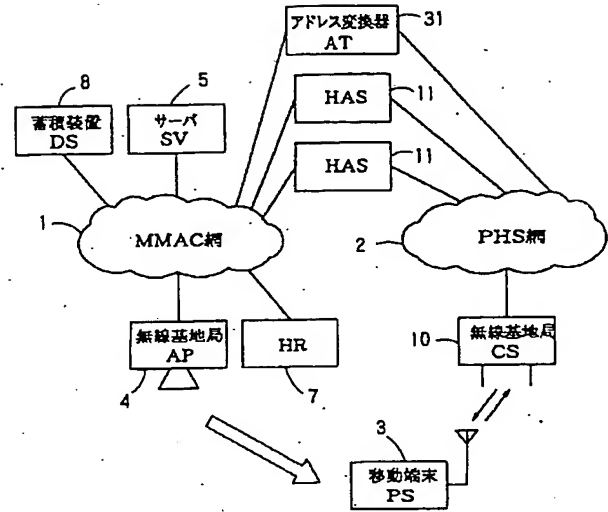 アドレス変換器
AT
31
8
5
蓄積装置
DS
サーバ
SV
HAS
11
HAS
11
1
MMAC網
2
PHS網
無線基地局
AP
4
HR
7
10
無線基地局
CS
3
移動端末
PS